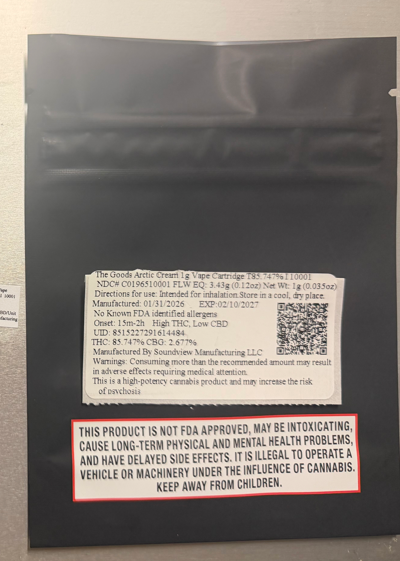 The Goods Arctic Cream 1g Vape Cartridge T85.747% I 10001
NDC# C0196510001 FLW EQ: 3.43g (0.12oz) Net Wt: 1g (0.035oz)
Directions for use: Intended for inhalation.Store in a cool, dry place.
Manufactured: 01/31/2026 EXP:02/10/2027
No Known FDA identified allergens
Onset: 15m-2h High THC, Low CBD
UID: 8515227291614484
THC: 85.747% CBG: 2.677%
Manufactured By Soundview Manufacturing LLC
Warnings: Consuming more than the recommended amount may result
in adverse effects requiring medical attention.
This is a high-potency cannabis product and may increase the risk
of psychosis
THIS PRODUCT IS NOT FDA APPROVED, MAY BE INTOXICATING,
CAUSE LONG-TERM PHYSICAL AND MENTAL HEALTH PROBLEMS,
AND HAVE DELAYED SIDE EFFECTS. IT IS ILLEGAL TO OPERATE A
VEHICLE OR MACHINERY UNDER THE INFLUENCE OF CANNABIS.
KEEP AWAY FROM CHILDREN.